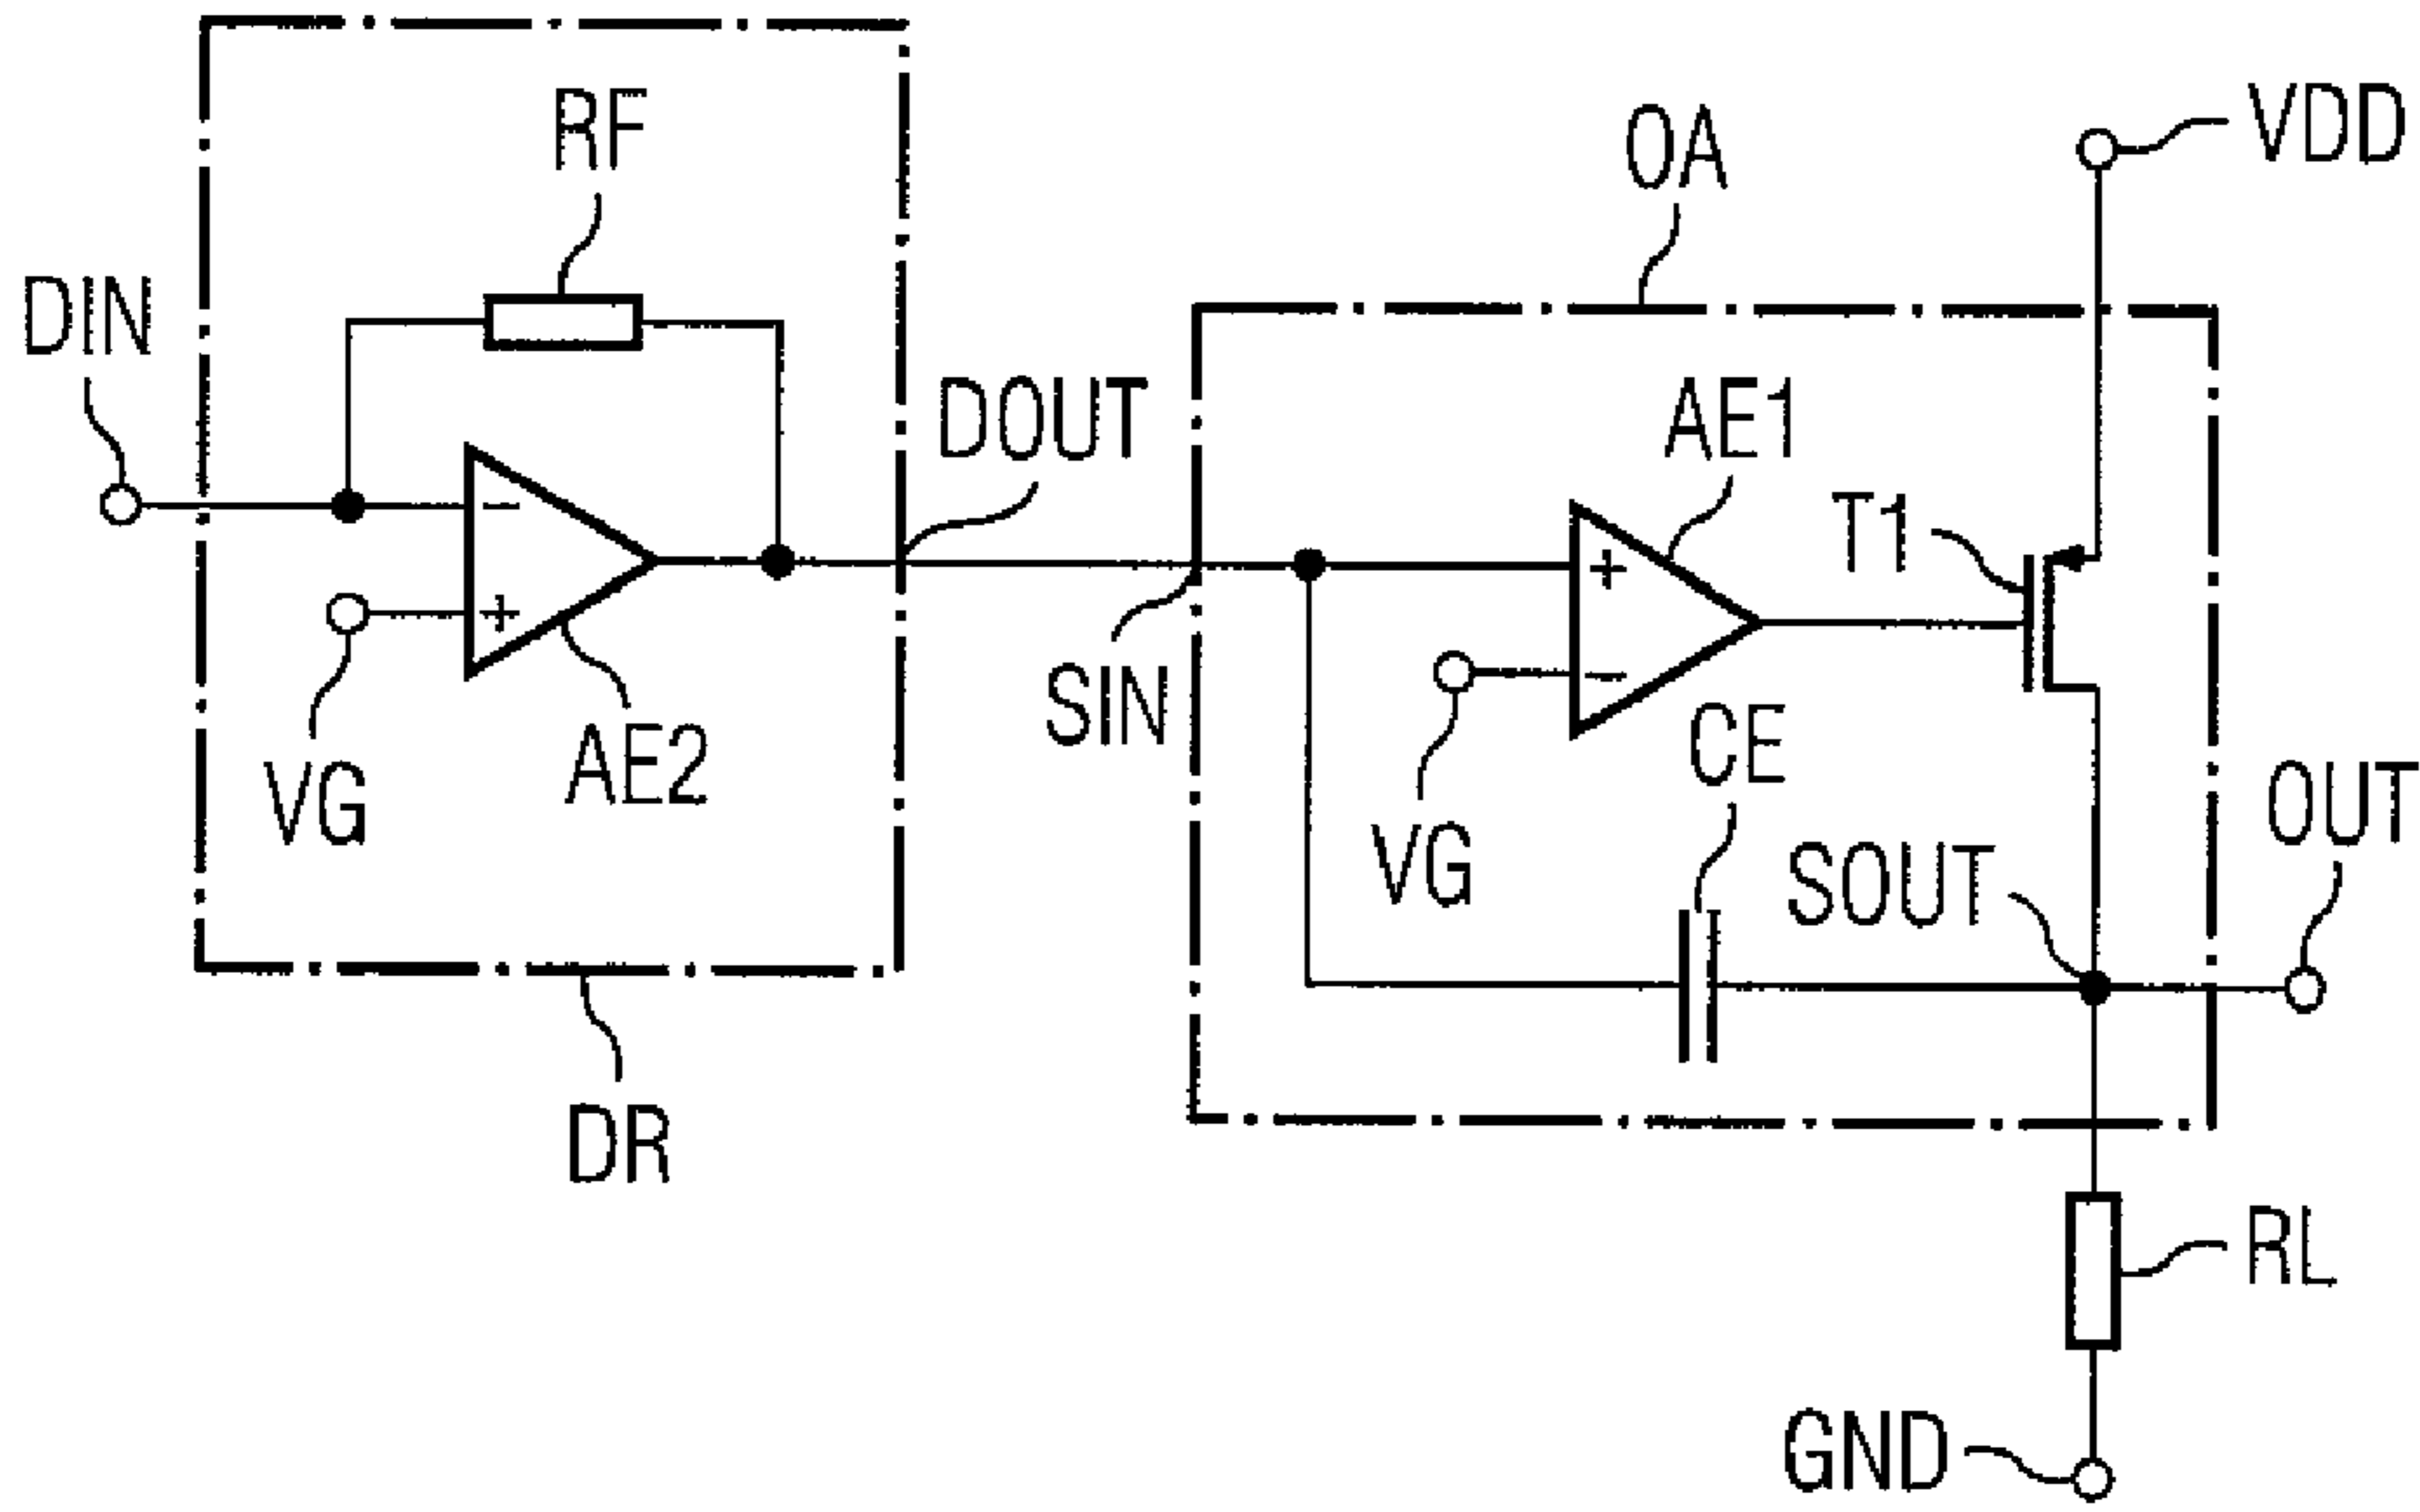 RF
OA
VDD
DIN
DOUT
AE1
T1
-
+
+
-
SIN
VG
AE2
CE
VG
SOUT
OUT
DR
RL
GND